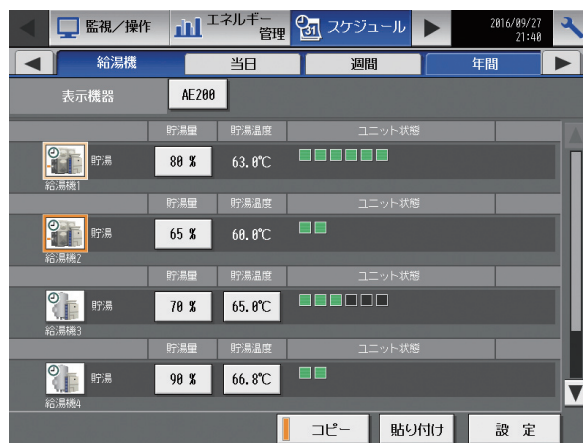 監視／操作 エネルギー管理 31 スケジュール 2016/09/27 21:40
給湯機 当日 週間 年間
表示機器 AE200
貯湯量 貯湯温度 ユニット状態
貯湯 80 % 63.0℃
給湯機1
貯湯量 貯湯温度 ユニット状態
貯湯 65 % 60.0℃
給湯機2
貯湯量 貯湯温度 ユニット状態
貯湯 70 % 65.0℃
給湯機3
貯湯量 貯湯温度 ユニット状態
貯湯 90 % 66.8℃
給湯機4
コピー 貼り付け 設 定